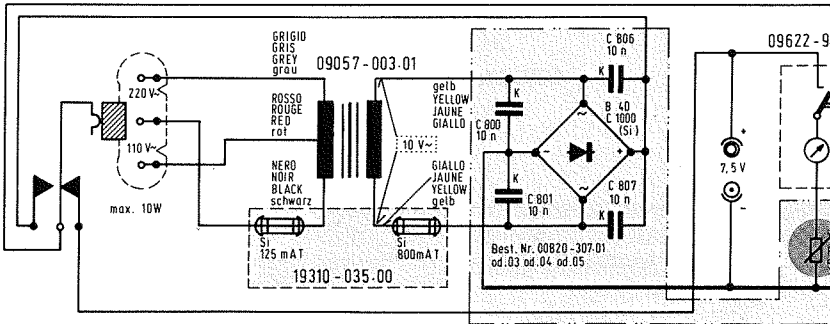 GRIGIO
GRIS
GREY
grau
09057-003.01
C 806
10 n
09622-9
K
220V~
ROSSO
ROUGE
RED
rot
gelb
YELLOW
JAUNE
GIALLO
K
C 800
10 n
B 40
C 1000
(Si)
~
110 V~
10 V~
-
+
+
7,5 V
-
NERO
NOIR
BLACK
schwarz
GIALLO
JAUNE
YELLOW
gelb
K
C 801
10 n
~
C 807
10 n
K
max. 10W
Si
125 mAT
Si
800mAT
Best. Nr. 00820-307-01
od.03 od.04 od.05
19310-035.00